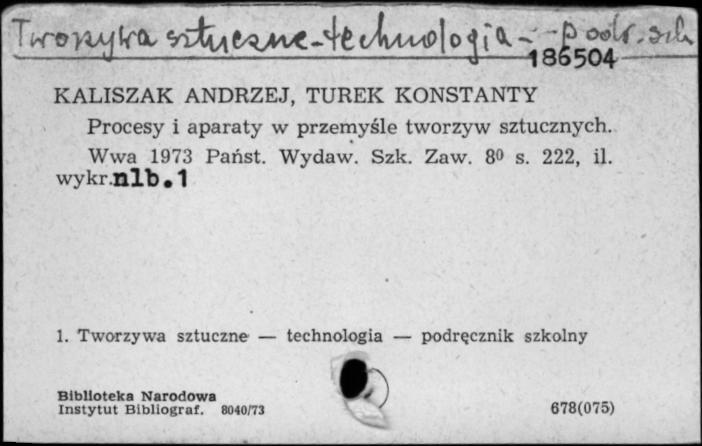 Tworzywa sztuczne-technologia - podr. szk
186504
KALISZAK ANDRZEJ, TUREK KONSTANTY
Procesy i aparaty w przemyśle tworzyw sztucznych.
Wwa 1973 Państ. Wydaw. Szk. Zaw. 8⁰ s. 222, il.
wykr.nlb.1
1. Tworzywa sztuczne — technologia — podręcznik szkolny
Biblioteka Narodowa
Instytut Bibliograf. 8040/73
678(075)